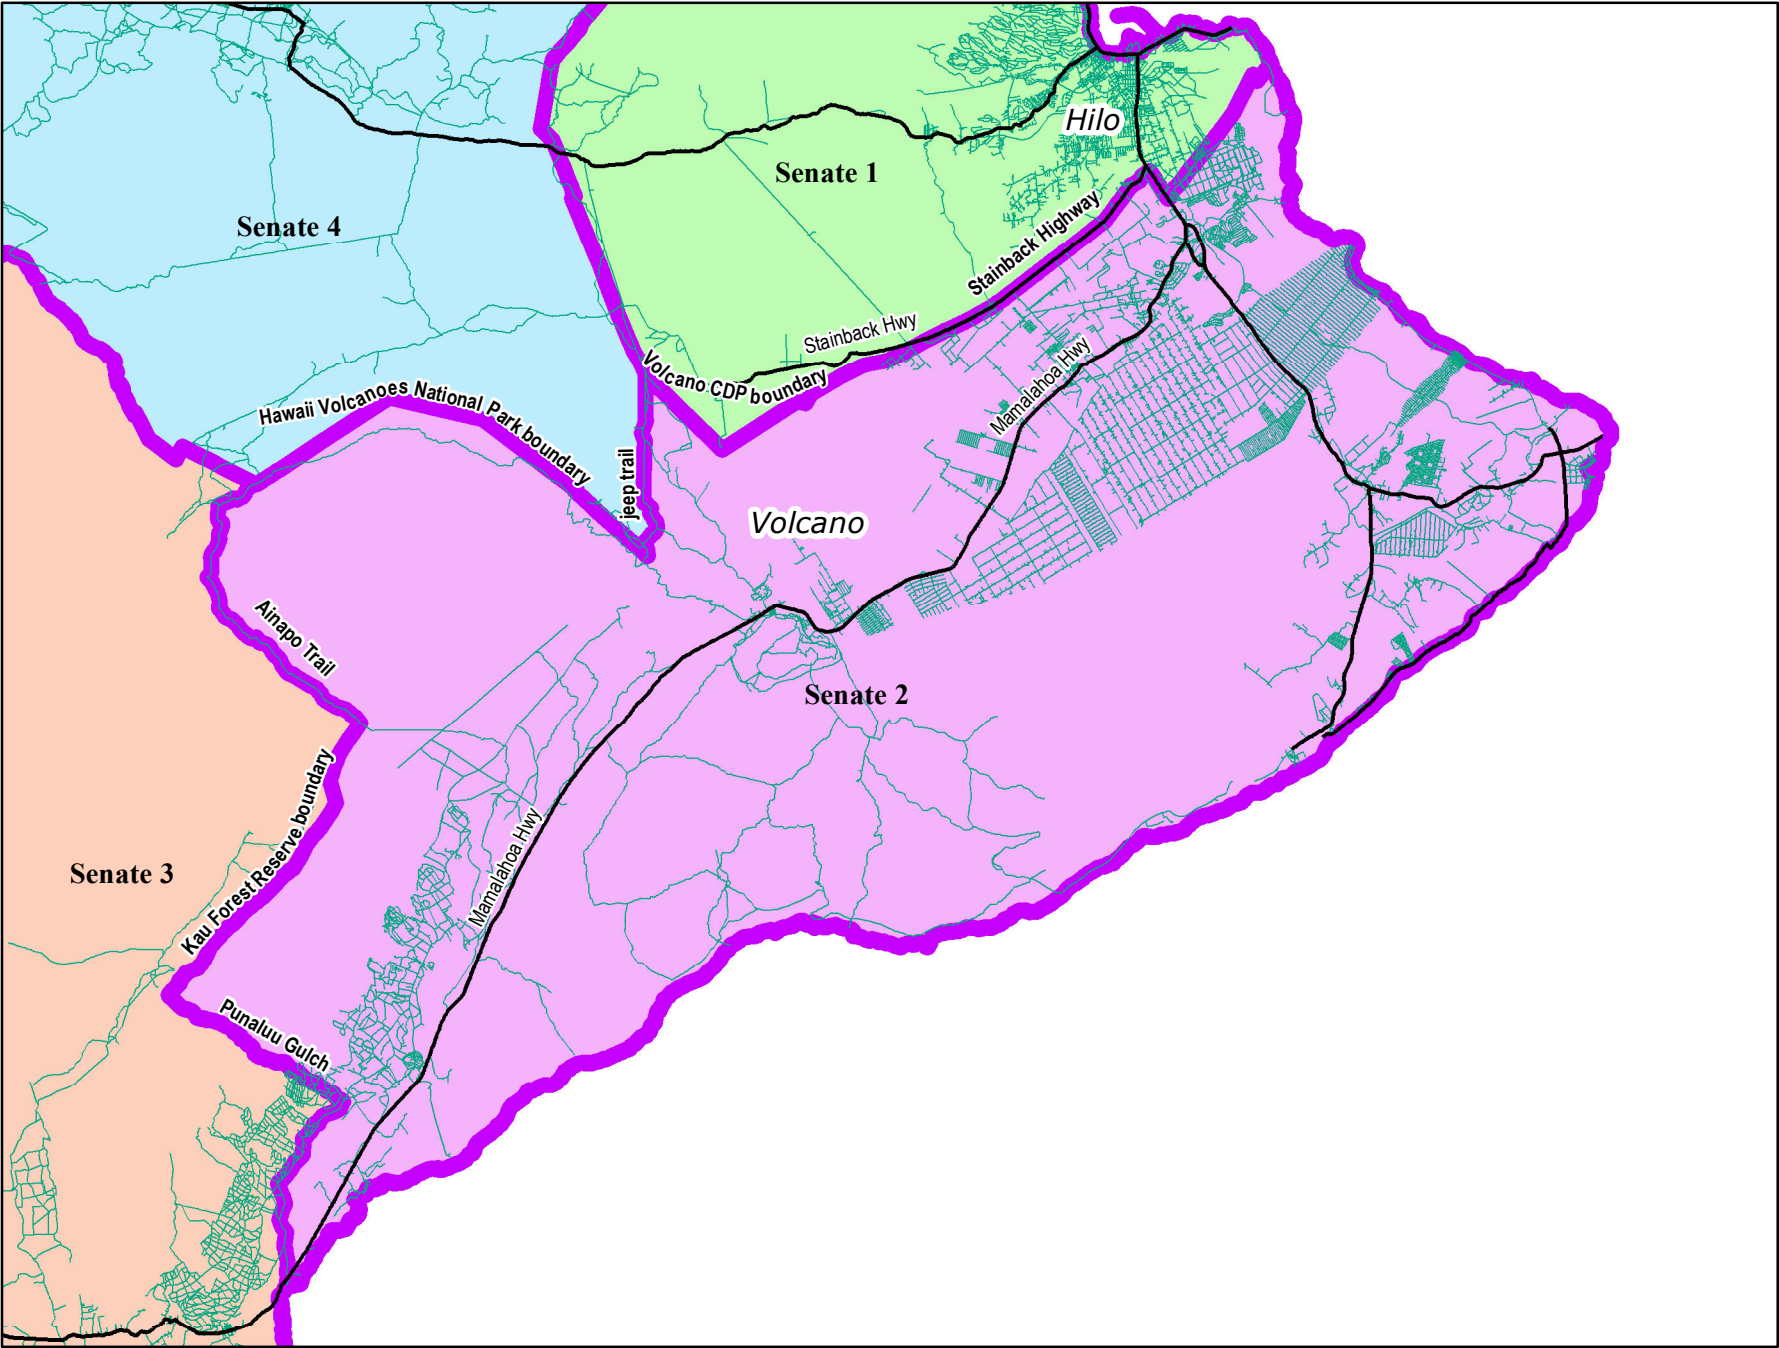 Hilo
Senate 1
Senate 4
Stainback Highway
Stainback Hwy
Volcano CDP boundary
Mamalahoa Hwy
Hawaii Volcanoes National Park boundary
jeep trail
Volcano
Ainapo Trail
Senate 2
Kau Forest Reserve boundary
Mamalahoa Hwy
Senate 3
Punaluu Gulch